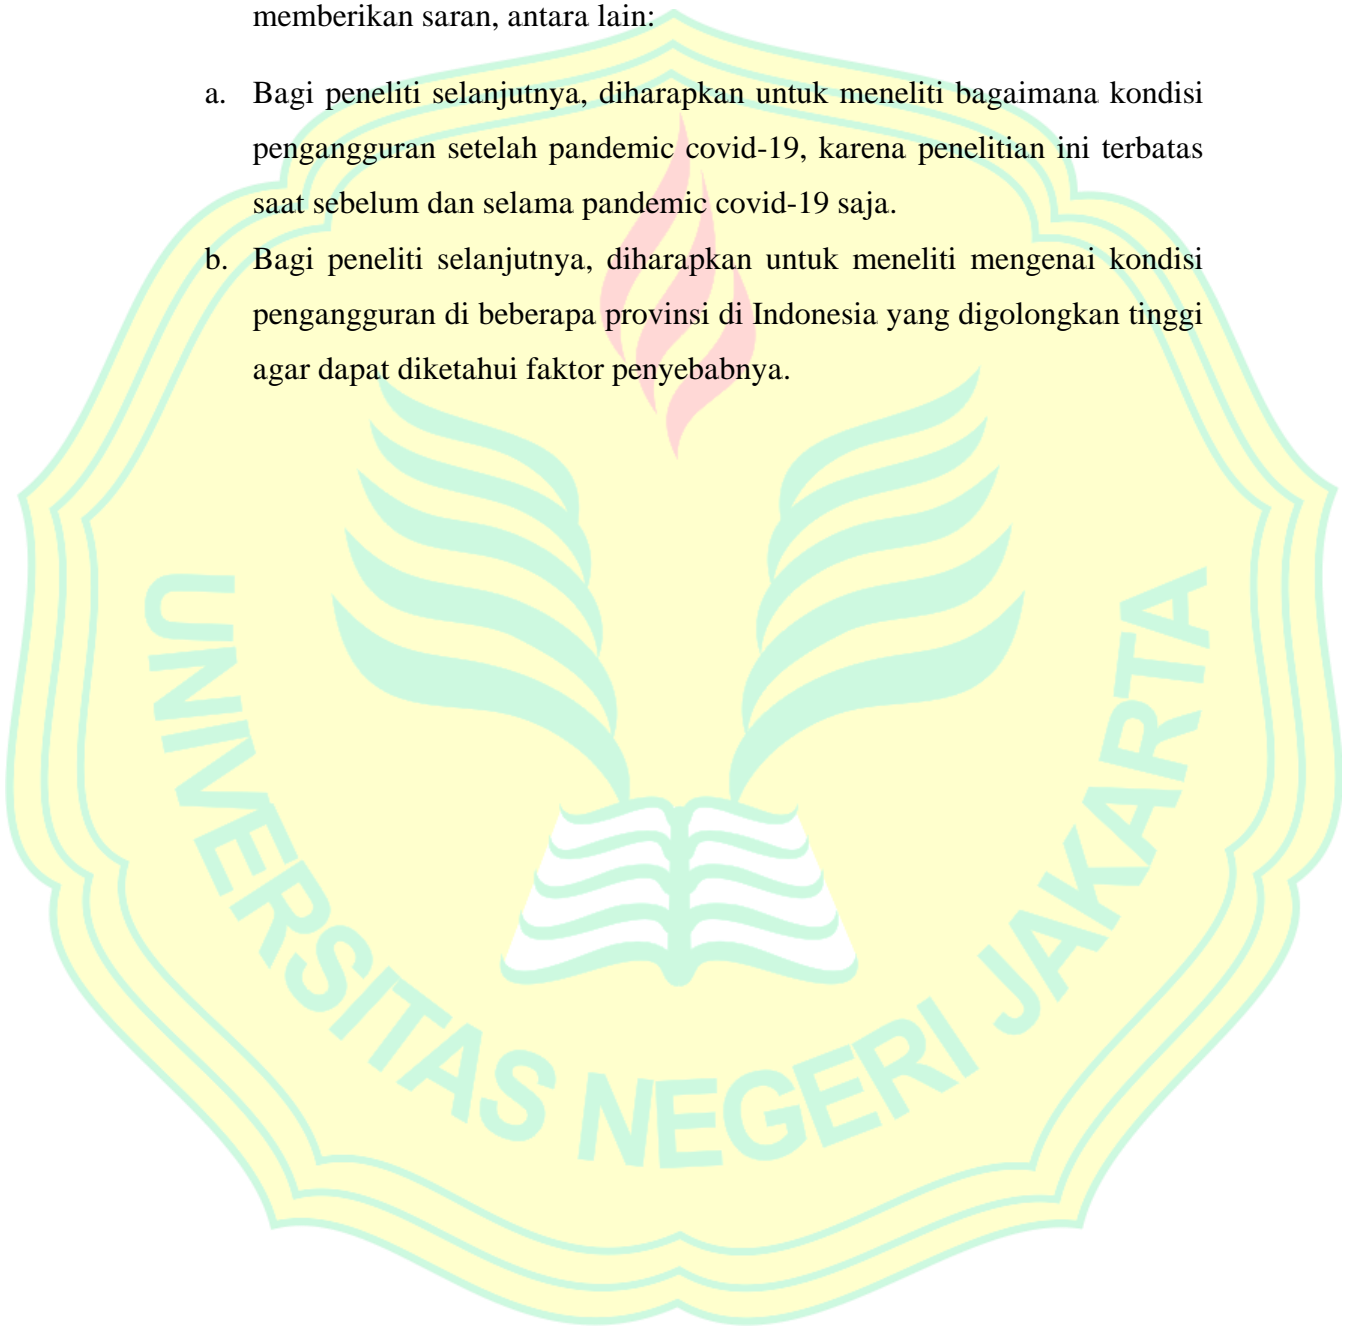 memberikan saran, antara lain:
a. Bagi peneliti selanjutnya, diharapkan untuk meneliti bagaimana kondisi
pengangguran setelah pandemic covid-19, karena penelitian ini terbatas
saat sebelum dan selama pandemic covid-19 saja.
b. Bagi peneliti selanjutnya, diharapkan untuk meneliti mengenai kondisi
pengangguran di beberapa provinsi di Indonesia yang digolongkan tinggi
agar dapat diketahui faktor penyebabnya.
UNIVERSITAS NEGERI JAKARTA